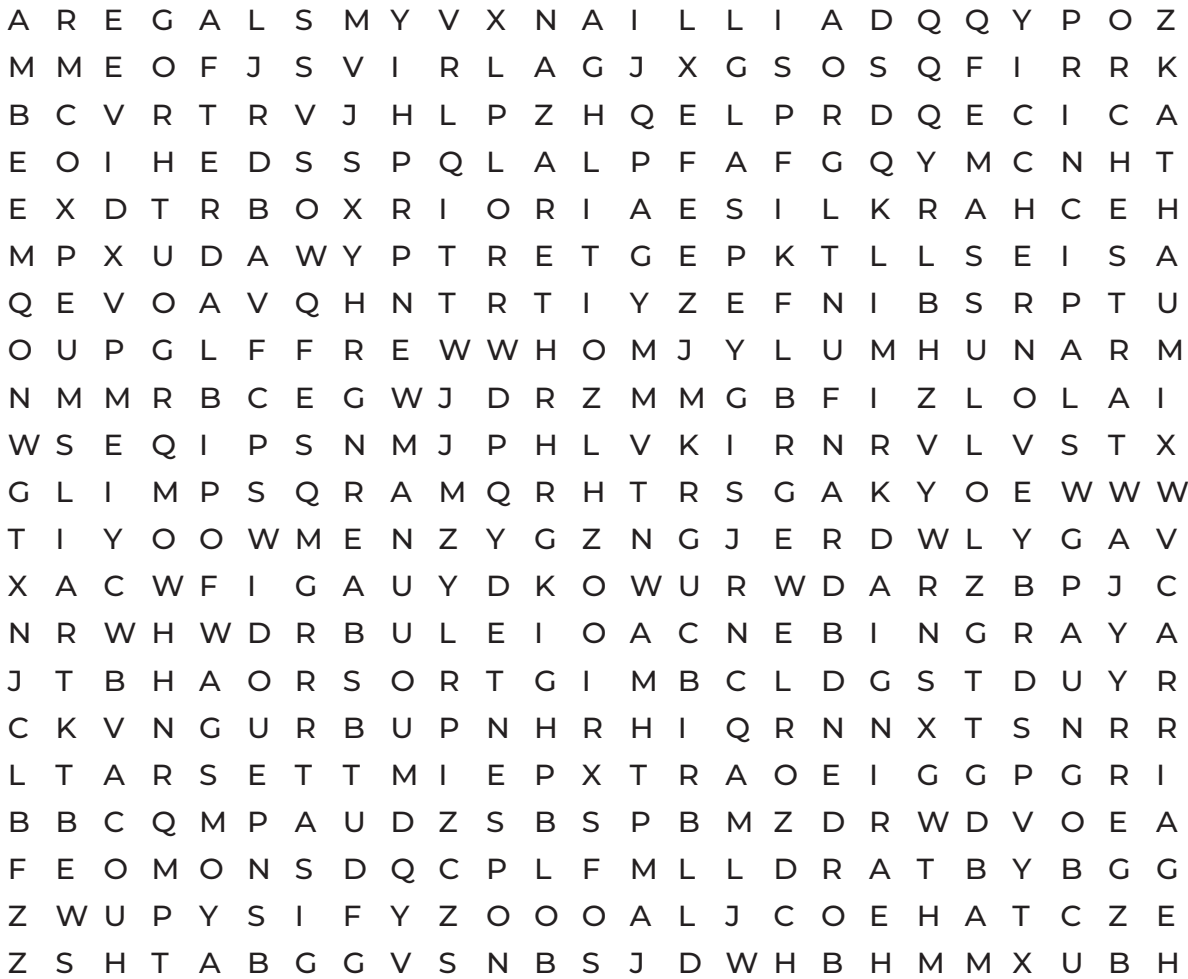 A R E G A L S M Y V X N A I L L I A D Q Q Y P O Z
M M E O F J S V I R L A G J X G S O S Q F I R R K
B C V R T R V J H L P Z H Q E L P R D Q E C I C A
E O I H E D S S P Q L A L P F A F G Q Y M C N H T
E X D T R B O X R I O R I A E S I L K R A H C E H
M P X U D A W Y P T R E T G E P K T L L S E I S A
Q E V O A V Q H N T R T I Y Z E F N I B S R P T U
O U P G L F F R E W W H O M J Y L U M H U N A R M
N M M R B C E G W J D R Z M M G B F I Z L O L A I
W S E Q I P S N M J P H L V K I R N R V L V S T X
G L I M P S Q R A M Q R H T R S G A K Y O E W W W
T I Y O O W M E N Z Y G Z N G J E R D W L Y G A V
X A C W F I G A U Y D K O W U R W D A R Z B P J C
N R W H W D R B U L E I O A C N E B I N G R A Y A
J T B H A O R S O R T G I M B C L D G S T D U Y R
C K V N G U R B U P N H R H I Q R N N X T S N R R
L T A R S E T T M I E P X T R A O E I G G P G R I
B B C Q M P A U D Z S B S P B M Z D R W D V O E A
F E O M O N S D Q C P L F M L L D R A T B Y B G G
Z W U P Y S I F Y Z O O O A L J C O E H A T C Z E
Z S H T A B G G V S N B S J D W H B H M M X U B H